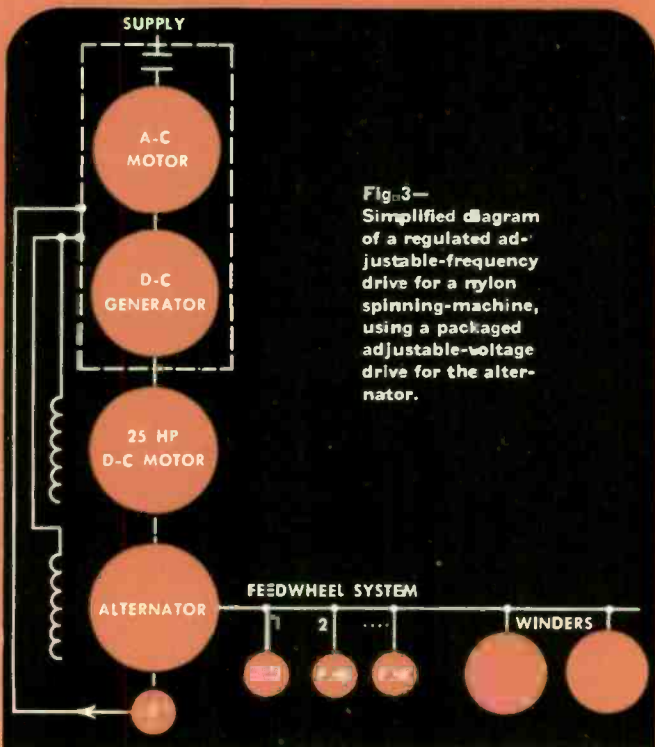 SUPPLY
A-C
MOTOR
D-C
GENERATOR
25 HP
D-C MOTOR
ALTERNATOR
Fig. 3—
Simplified diagram
of a regulated ad-
justable-frequency
drive for a nylon
spinning-machine,
using a packaged
adjustable-voltage
drive for the alter-
nator.
FEEDWHEEL SYSTEM
1 2 ....
WINDERS